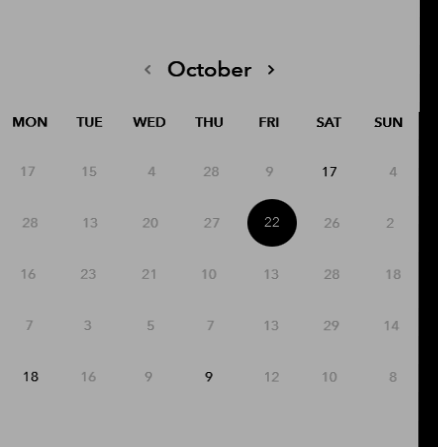 ‹ October ›
MON TUE WED THU FRI SAT SUN
17 15 4 28 9 17 4
28 13 20 27 22 26 2
16 23 21 10 13 28 18
7 3 5 7 13 29 14
18 16 9 9 12 10 8